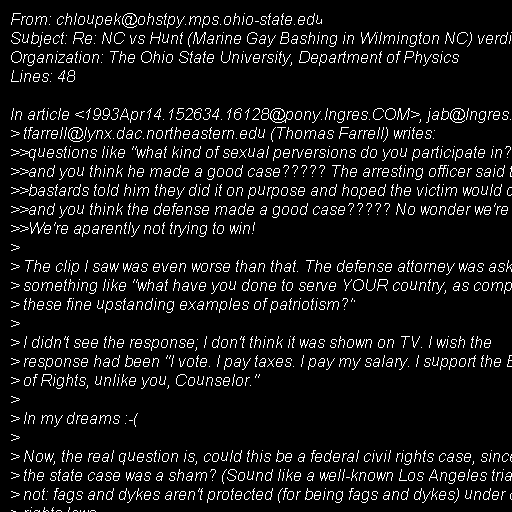 From: chloupek@ohstpy.mps.ohio-state.edu
Subject: Re: NC vs Hunt (Marine Gay Bashing in Wilmington NC) verdi
Organization: The Ohio State University, Department of Physics
Lines: 48

In article <1993Apr14.152634.16128@pony.Ingres.COM>, jab@Ingres.
> tfarrell@lynx.dac.northeastern.edu (Thomas Farrell) writes:
>>questions like "what kind of sexual perversions do you participate in?
>>and you think he made a good case????? The arresting officer said t
>>bastards told him they did it on purpose and hoped the victim would d
>>and you think the defense made a good case????? No wonder we're
>>We're aparently not trying to win!
>
> The clip I saw was even worse than that. The defense attorney was ask
> something like "what have you done to serve YOUR country, as comp
> these fine upstanding examples of patriotism?"
>
> I didn't see the response; I don't think it was shown on TV. I wish the
> response had been "I vote. I pay taxes. I pay my salary. I support the B
> of Rights, unlike you, Counselor."
>
> In my dreams :-(
>
> Now, the real question is, could this be a federal civil rights case, since
> the state case was a sham? (Sound like a well-known Los Angeles tria
> not: fags and dykes aren't protected (for being fags and dykes) under
> rights laws